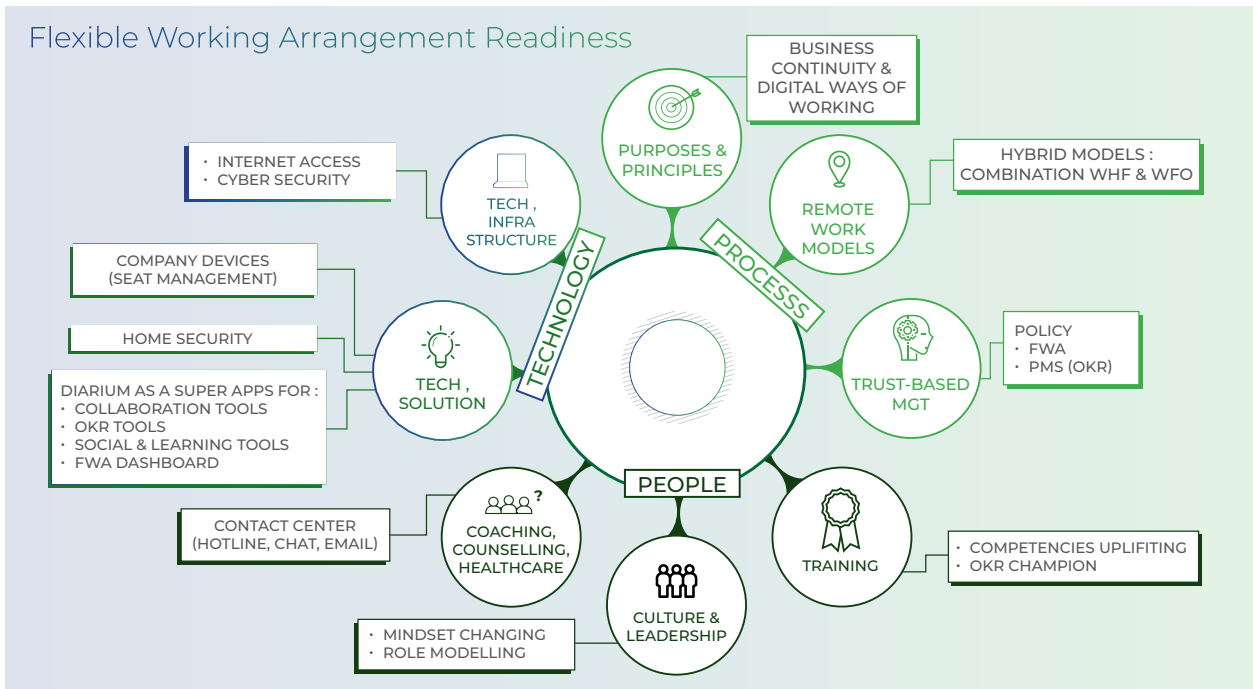 Flexible Working Arrangement Readiness
BUSINESS
CONTINUITY &
DIGITAL WAYS OF
WORKING
PURPOSES &
PRINCIPLES
HYBRID MODELS :
COMBINATION WHF & WFO
REMOTE
WORK
MODELS
PROCESSS
POLICY
• FWA
• PMS (OKR)
TRUST-BASED
MGT
• INTERNET ACCESS
• CYBER SECURITY
TECH ,
INFRA
STRUCTURE
TECHNOLOGY
COMPANY DEVICES
(SEAT MANAGEMENT)
HOME SECURITY
DIARIUM AS A SUPER APPS FOR :
• COLLABORATION TOOLS
• OKR TOOLS
• SOCIAL & LEARNING TOOLS
• FWA DASHBOARD
TECH ,
SOLUTION
PEOPLE
CONTACT CENTER
(HOTLINE, CHAT, EMAIL)
?
COACHING,
COUNSELLING,
HEALTHCARE
• MINDSET CHANGING
• ROLE MODELLING
CULTURE &
LEADERSHIP
TRAINING
• COMPETENCIES UPLIFITING
• OKR CHAMPION